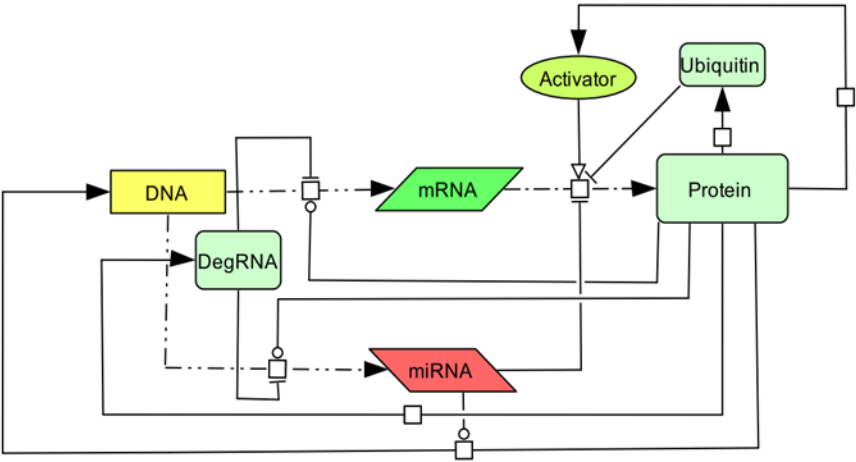 Activator
Ubiquitin
DNA
mRNA
Protein
DegRNA
miRNA